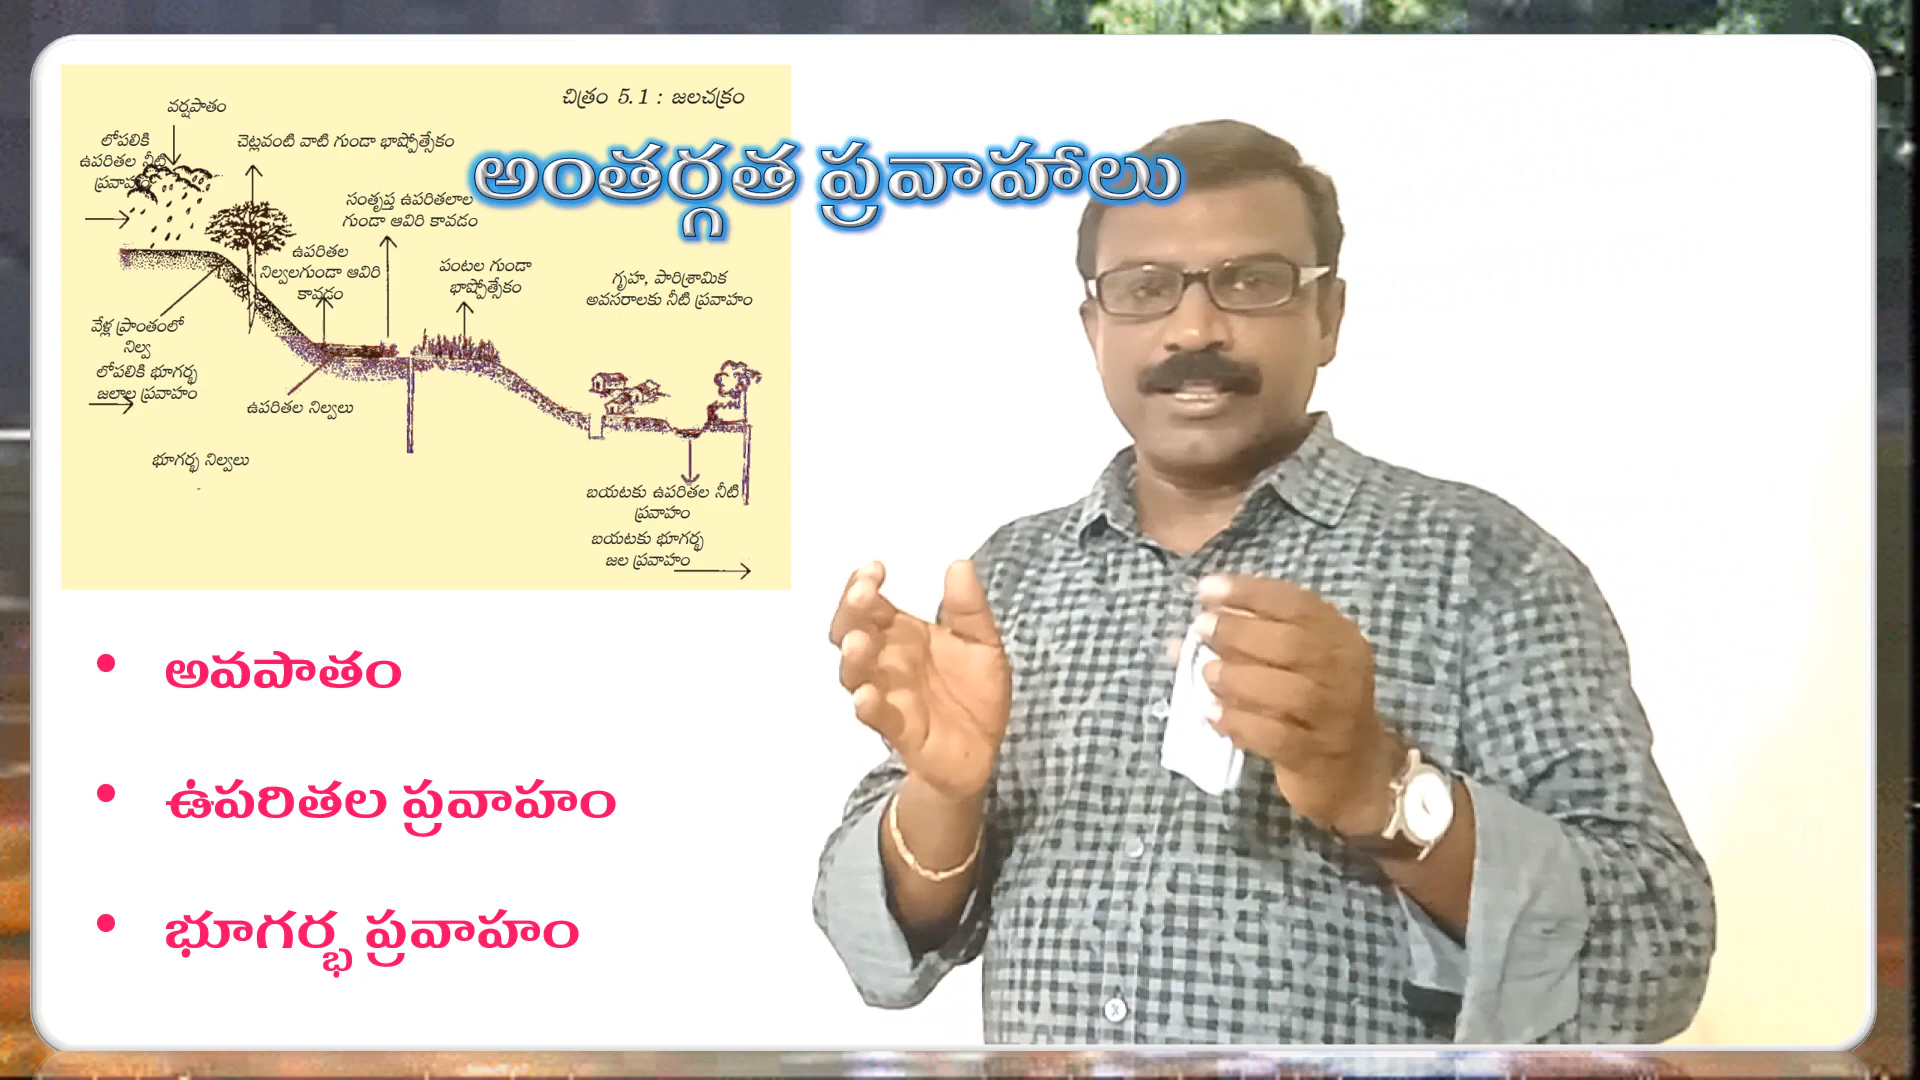 చిత్రం 5.1 : జలచక్రం
వర్షపాతం
లోపలికి
ఉపరితల నీటి
ప్రవాహం
చెట్లవంటి వాటి గుండా భాష్పోత్సేకం
అంతర్గత ప్రవాహాలు
సంతృప్త ఉపరితలాల
గుండా ఆవిరి కావడం
ఉపరితల
నిల్వలగుండా ఆవిరి
కావడం
పంటల గుండా
భాష్పోత్సేకం
గృహ, పారిశ్రామిక
అవసరాలకు నీటి ప్రవాహం
వేళ్ల ప్రాంతంలో
నిల్వ
లోపలికి భూగర్భ
జలాల ప్రవాహం
ఉపరితల నిల్వలు
భూగర్భ నిల్వలు
బయటకు ఉపరితల నీటి
ప్రవాహం
బయటకు భూగర్భ
జల ప్రవాహం
• అవపాతం
• ఉపరితల ప్రవాహం
• భూగర్భ ప్రవాహం